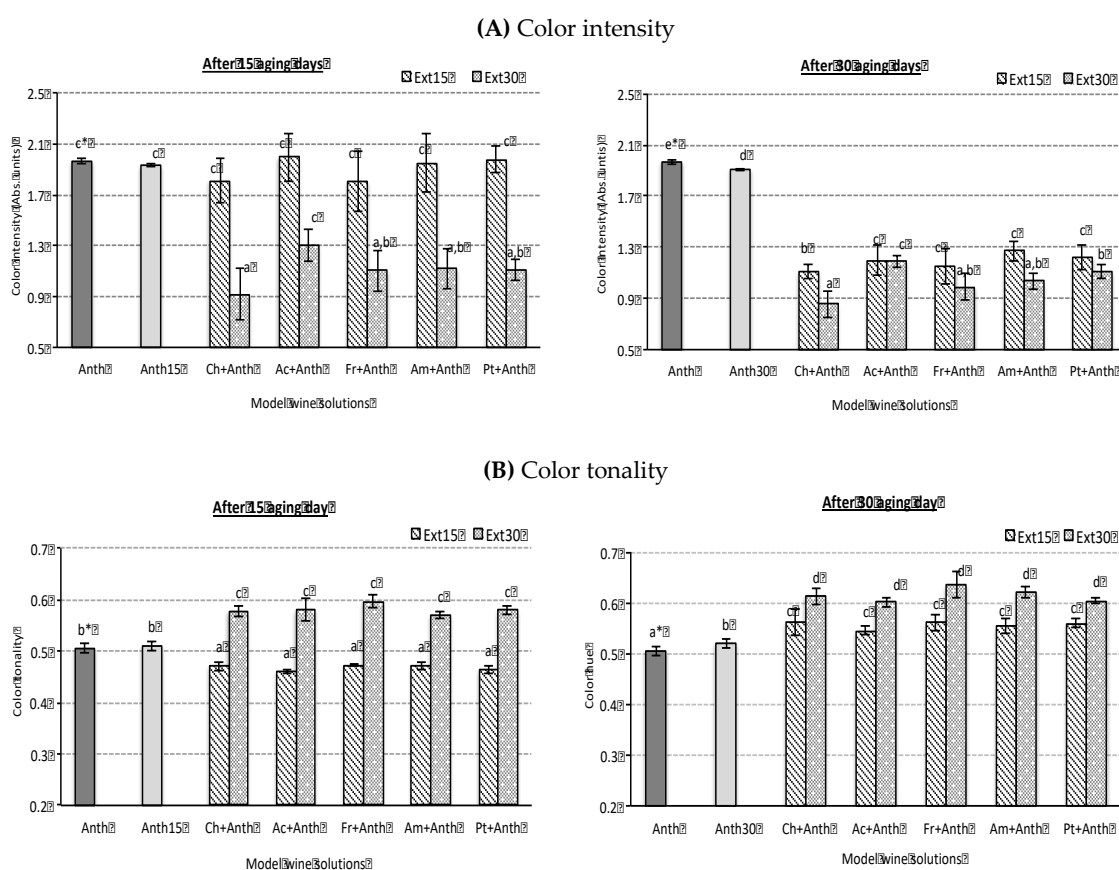 (A) Color intensity
After 15 aging days
Ext15 Ext30
Color intensity (Abs. units)
2.5
2.1
1.7
1.3
0.9
0.5
c* c c a c c c a,b c a,b c a,b
Anth Anth15 Ch+Anth Ac+Anth Fr+Anth Am+Anth Pt+Anth
Model wine solutions
After 30 aging days
Ext15 Ext30
Color intensity (Abs. untis)
2.5
2.1
1.7
1.3
0.9
0.5
e* d b a c c c a,b c a,b c b
Anth Anth30 Ch+Anth Ac+Anth Fr+Anth Am+Anth Pt+Anth
Model wine solutions
(B) Color tonality
After 15 aging day
Ext15 Ext30
Color tonality
0.7
0.6
0.5
0.4
0.3
0.2
b* b a c a c a c a c a c
Anth Anth15 Ch+Anth Ac+Anth Fr+Anth Am+Anth Pt+Anth
Model wine solutions
After 30 aging day
Ext15 Ext30
Color hue
0.7
0.6
0.5
0.4
0.3
0.2
a* b c d c d c d c d c d
Anth Anth30 Ch+Anth Ac+Anth Fr+Anth Am+Anth Pt+Anth
Model wine solutions